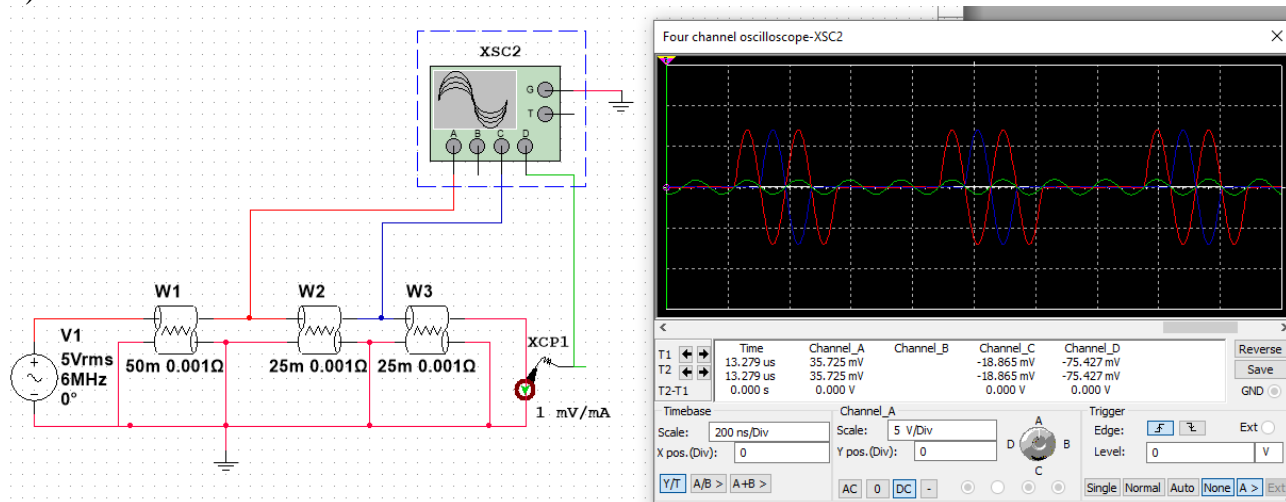 )
XSC2
G
T
A B C D
V1
5Vrms
6MHz
0°
W1
50m 0.001Ω
W2
25m 0.001Ω
W3
25m 0.001Ω
XCP1
1 mV/mA
Four channel oscilloscope-XSC2
Time Channel_A Channel_B Channel_C Channel_D
T1 13.279 us 35.725 mV -18.865 mV -75.427 mV
T2 13.279 us 35.725 mV -18.865 mV -75.427 mV
T2-T1 0.000 s 0.000 V 0.000 V 0.000 V
Reverse
Save
GND
Timebase
Scale: 200 ns/Div
X pos.(Div): 0
Y/T A/B > A+B >
Channel_A
Scale: 5 V/Div
Y pos.(Div): 0
AC 0 DC -
A
B
C
D
Trigger
Edge: Ext
Level: 0 V
Single Normal Auto None A > Ext